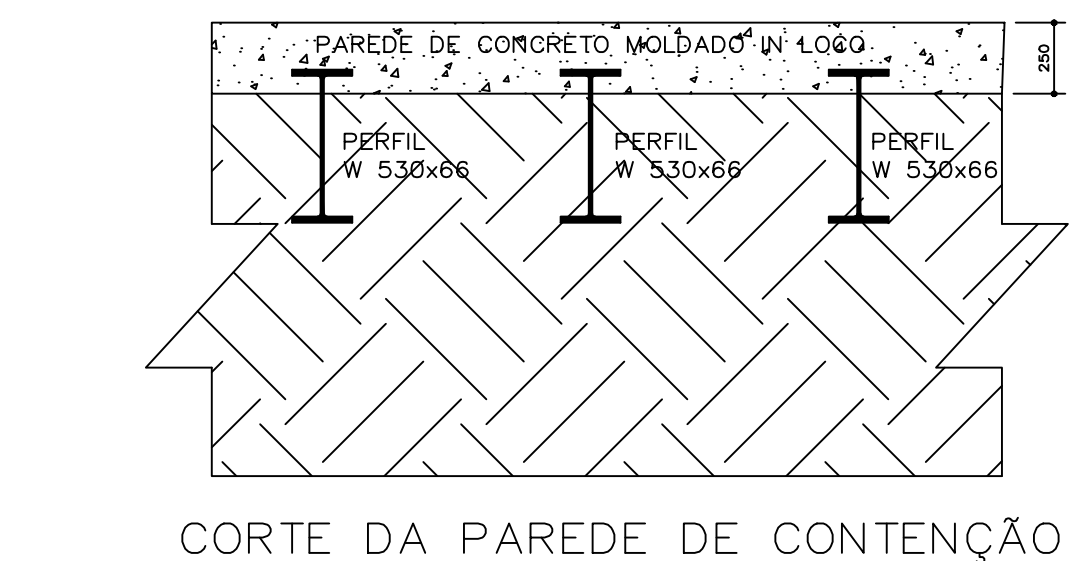 PAREDE DE CONCRETO MOLDADO IN LOCO
250
PERFIL
W 530x66
PERFIL
W 530x66
PERFIL
W 530x66
CORTE DA PAREDE DE CONTENÇÃO